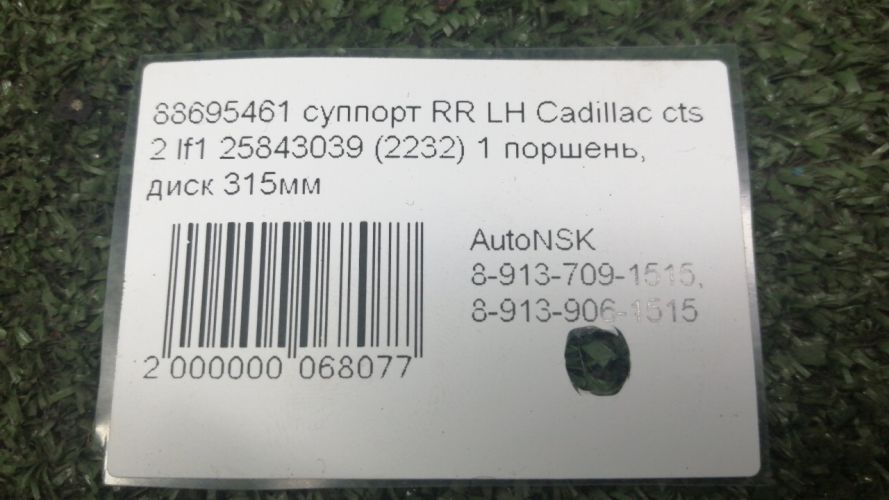 88695461 суппорт RR LH Cadillac cts
2 lf1 25843039 (2232) 1 поршень,
диск 315мм
AutoNSK
8-913-709-1515,
8-913-906-1515
2 000000 068077